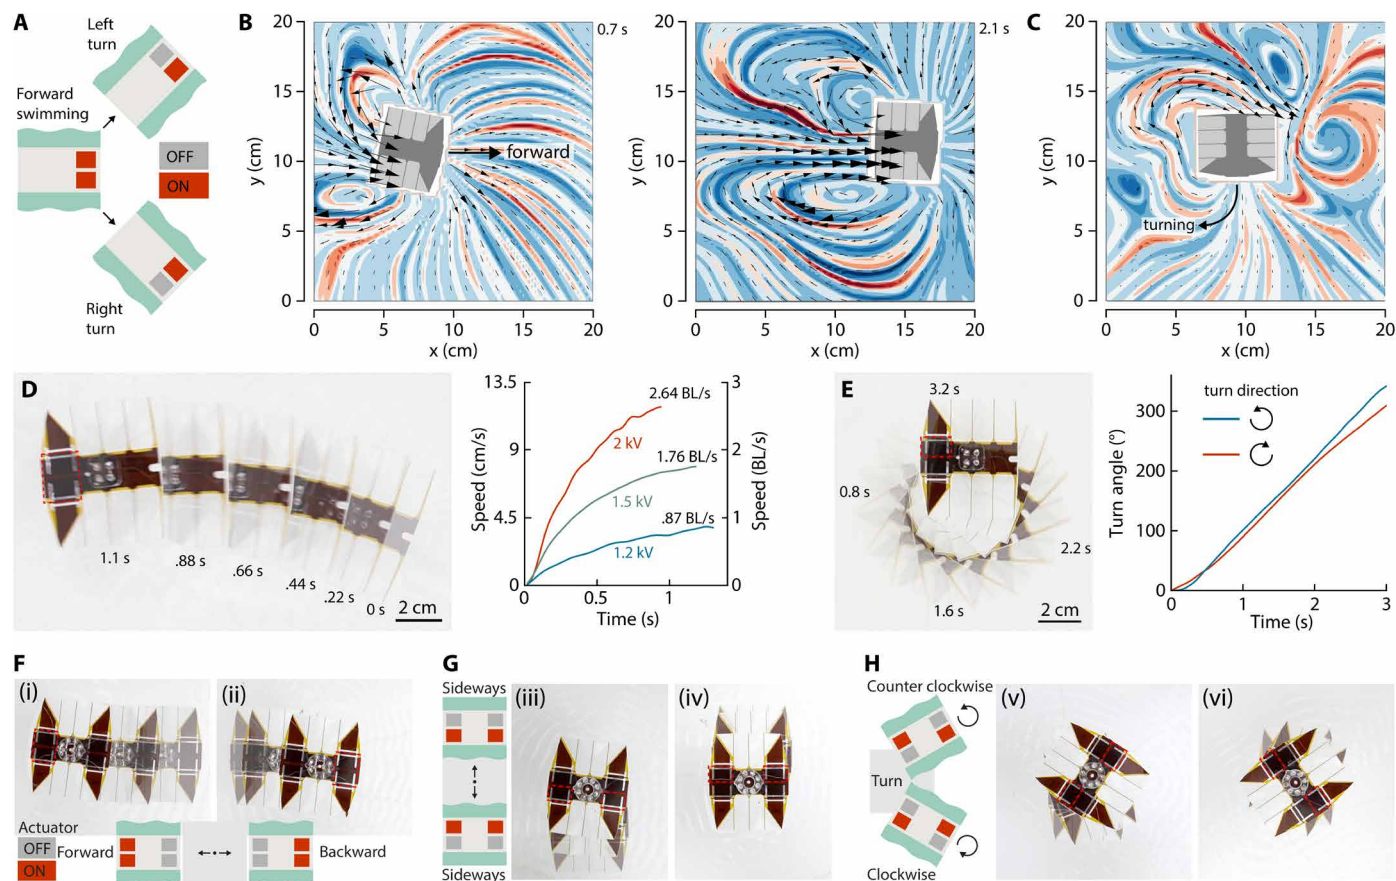 A
Left
turn
Forward
swimming
OFF
ON
Right
turn
B
20
15
10
5
0
y (cm)
0 5 10 15 20
x (cm)
0.7 s
forward
20
15
10
5
0
y (cm)
0 5 10 15 20
x (cm)
2.1 s
C
20
15
10
5
0
y (cm)
0 5 10 15 20
x (cm)
turning
D
1.1 s
.88 s
.66 s
.44 s
.22 s
0 s
2 cm
13.5
9
4.5
0
Speed (cm/s)
2.64 BL/s
2 kV
1.76 BL/s
1.5 kV
.87 BL/s
1.2 kV
3
2
1
0
Speed (BL/s)
0 0.5 1
Time (s)
E
3.2 s
0.8 s
2.2 s
1.6 s
2 cm
turn direction
300
200
100
0
Turn angle (°)
0 1 2 3
Time (s)
F
(i)
(ii)
Actuator
OFF
ON
Forward
Backward
G
Sideways
Sideways
(iii)
(iv)
H
Counter clockwise
Turn
Clockwise
(v)
(vi)